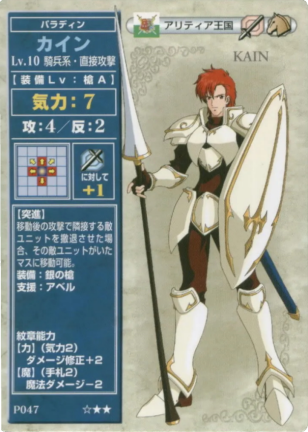 パラディン
カイン
Lv.10 騎兵系・直接攻撃
【装備Lv：槍A】
気力：7
攻：4／反：2
に対して
+1
【突進】
移動後の攻撃で隣接する敵
ユニットを撤退させた場
合、その敵ユニットがいた
マスに移動可能。
装備：銀の槍
支援：アベル
紋章能力
【力】（気力2）
ダメージ修正＋2
【魔】（手札2）
魔法ダメージ－2
P047
☆★★
アリティア王国
KAIN